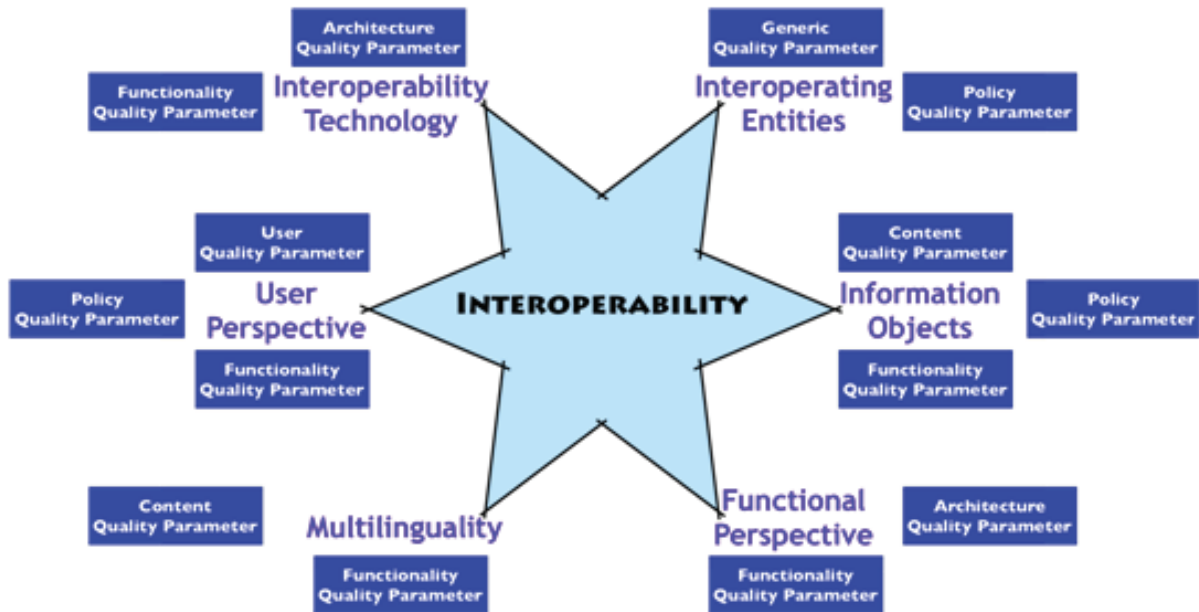 Architecture
Quality Parameter
Generic
Quality Parameter
Functionality
Quality Parameter
Interoperability
Technology
Interoperating
Entities
Policy
Quality Parameter
User
Quality Parameter
Content
Quality Parameter
Policy
Quality Parameter
User
Perspective
INTEROPERABILITY
Information
Objects
Policy
Quality Parameter
Functionality
Quality Parameter
Functionality
Quality Parameter
Content
Quality Parameter
Multilinguality
Functional
Perspective
Architecture
Quality Parameter
Functionality
Quality Parameter
Functionality
Quality Parameter